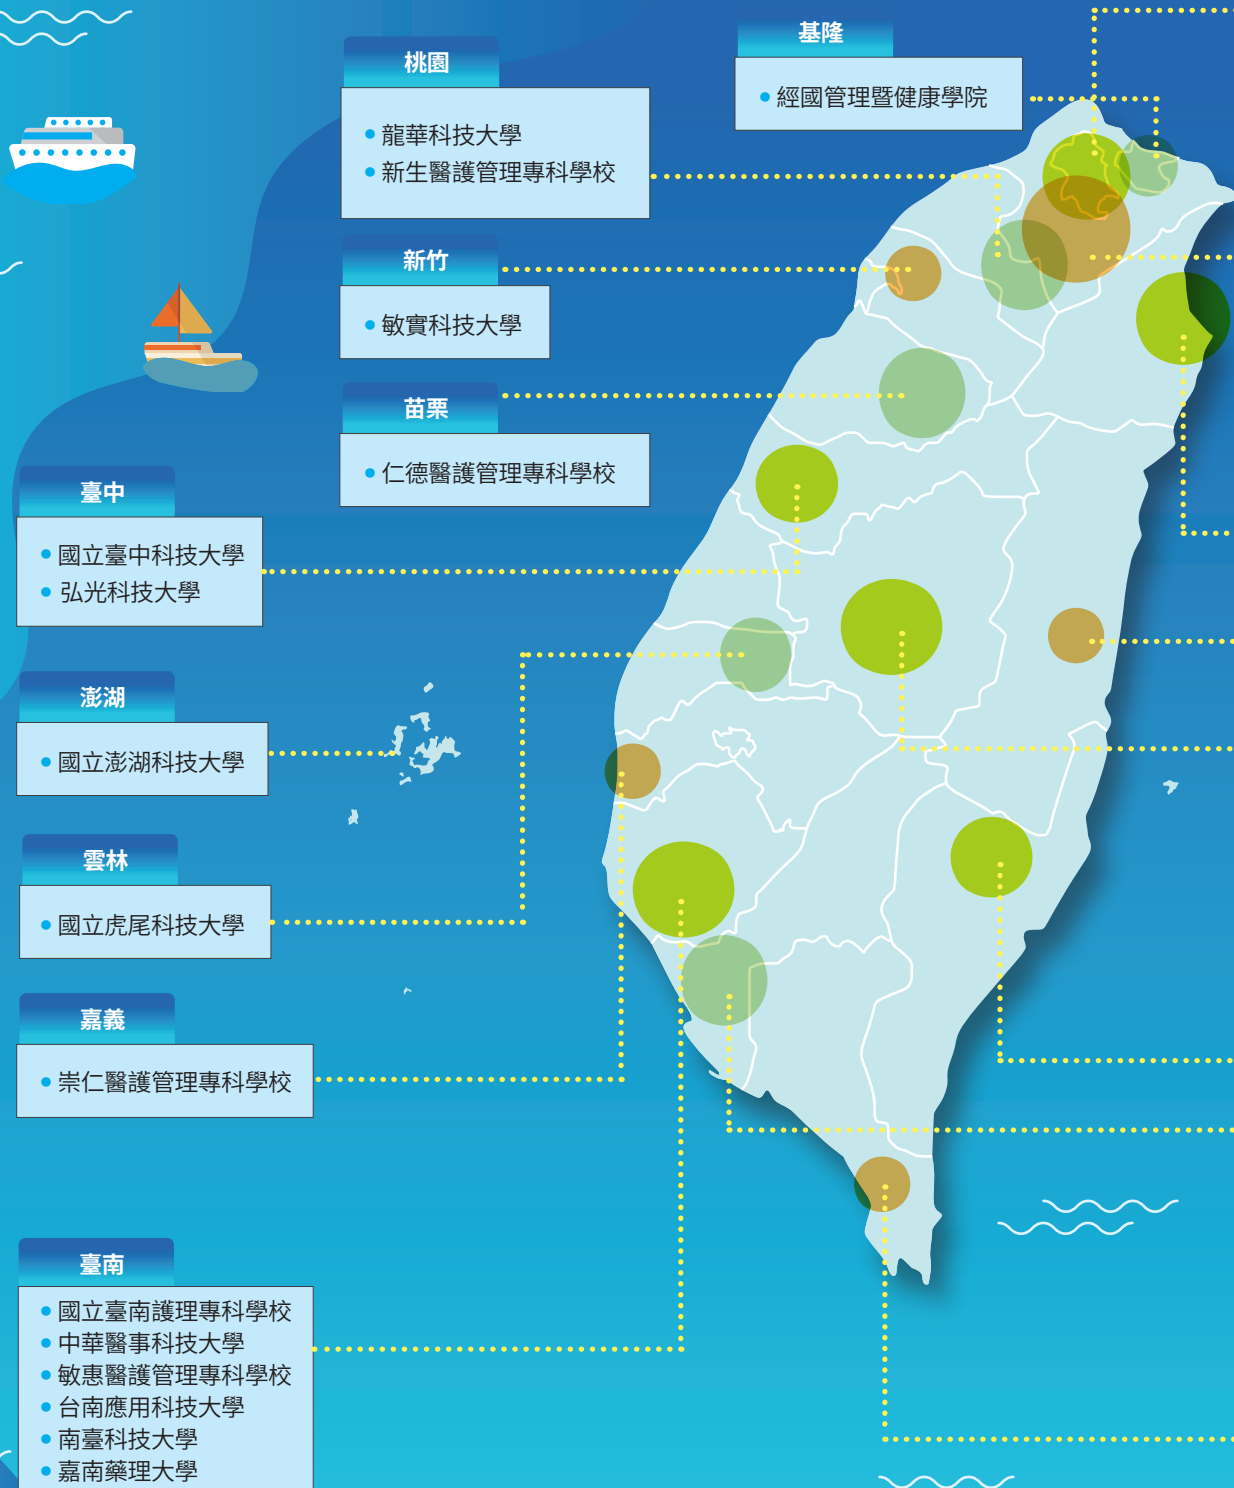 基隆
經國管理暨健康學院
桃園
龍華科技大學
新生醫護管理專科學校
新竹
敏實科技大學
苗栗
仁德醫護管理專科學校
臺中
國立臺中科技大學
弘光科技大學
澎湖
國立澎湖科技大學
雲林
國立虎尾科技大學
嘉義
崇仁醫護管理專科學校
臺南
國立臺南護理專科學校
中華醫事科技大學
敏惠醫護管理專科學校
台南應用科技大學
南臺科技大學
嘉南藥理大學